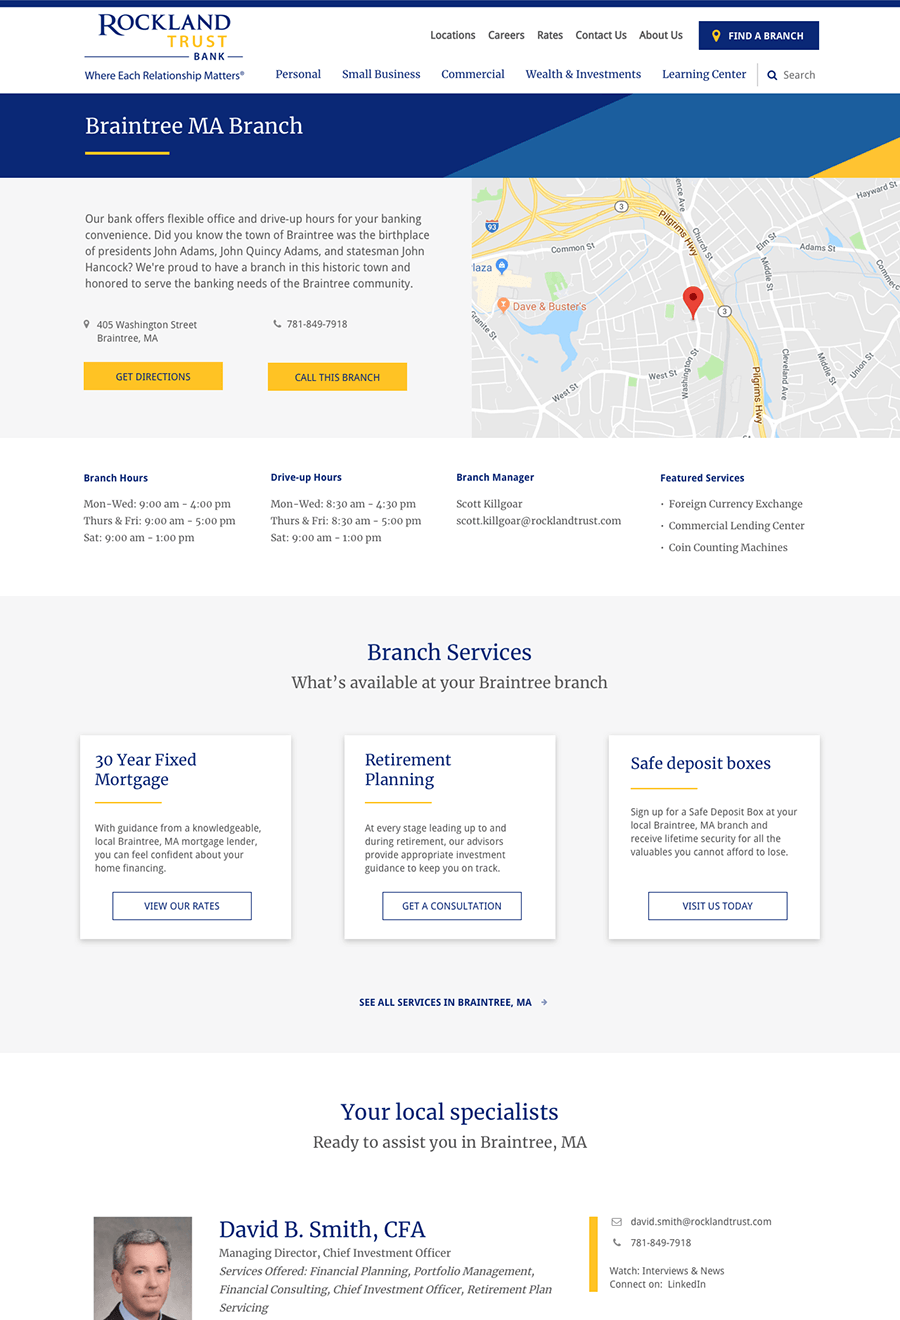 ROCKLAND
TRUST
BANK
Where Each Relationship Matters®
Locations Careers Rates Contact Us About Us FIND A BRANCH
Personal Small Business Commercial Wealth & Investments Learning Center Search
Braintree MA Branch
Our bank offers flexible office and drive-up hours for your banking
convenience. Did you know the town of Braintree was the birthplace
of presidents John Adams, John Quincy Adams, and statesman John
Hancock? We're proud to have a branch in this historic town and
honored to serve the banking needs of the Braintree community.
405 Washington Street
Braintree, MA
781-849-7918
GET DIRECTIONS
CALL THIS BRANCH
ence Ave
Hayward St
3
Pilgrims Hwy
93
Church St
Common St
Elm St
Adams St
laza
Middle St
Commerc
Dave & Buster's
3
ranite St
West St
West St
Washington St
Pilgrims Hwy
Cleveland Ave
Middle St
Union St
Branch Hours
Mon-Wed: 9:00 am - 4:00 pm
Thurs & Fri: 9:00 am - 5:00 pm
Sat: 9:00 am - 1:00 pm
Drive-up Hours
Mon-Wed: 8:30 am - 4:30 pm
Thurs & Fri: 8:30 am - 5:00 pm
Sat: 9:00 am - 1:00 pm
Branch Manager
Scott Killgoar
scott.killgoar@rocklandtrust.com
Featured Services
· Foreign Currency Exchange
· Commercial Lending Center
· Coin Counting Machines
Branch Services
What's available at your Braintree branch
30 Year Fixed
Mortgage
With guidance from a knowledgeable,
local Braintree, MA mortgage lender,
you can feel confident about your
home financing.
VIEW OUR RATES
Retirement
Planning
At every stage leading up to and
during retirement, our advisors
provide appropriate investment
guidance to keep you on track.
GET A CONSULTATION
Safe deposit boxes
Sign up for a Safe Deposit Box at your
local Braintree, MA branch and
receive lifetime security for all the
valuables you cannot afford to lose.
VISIT US TODAY
SEE ALL SERVICES IN BRAINTREE, MA
Your local specialists
Ready to assist you in Braintree, MA
David B. Smith, CFA
Managing Director, Chief Investment Officer
Services Offered: Financial Planning, Portfolio Management,
Financial Consulting, Chief Investment Officer, Retirement Plan
Servicing
david.smith@rocklandtrust.com
781-849-7918
Watch: Interviews & News
Connect on: LinkedIn